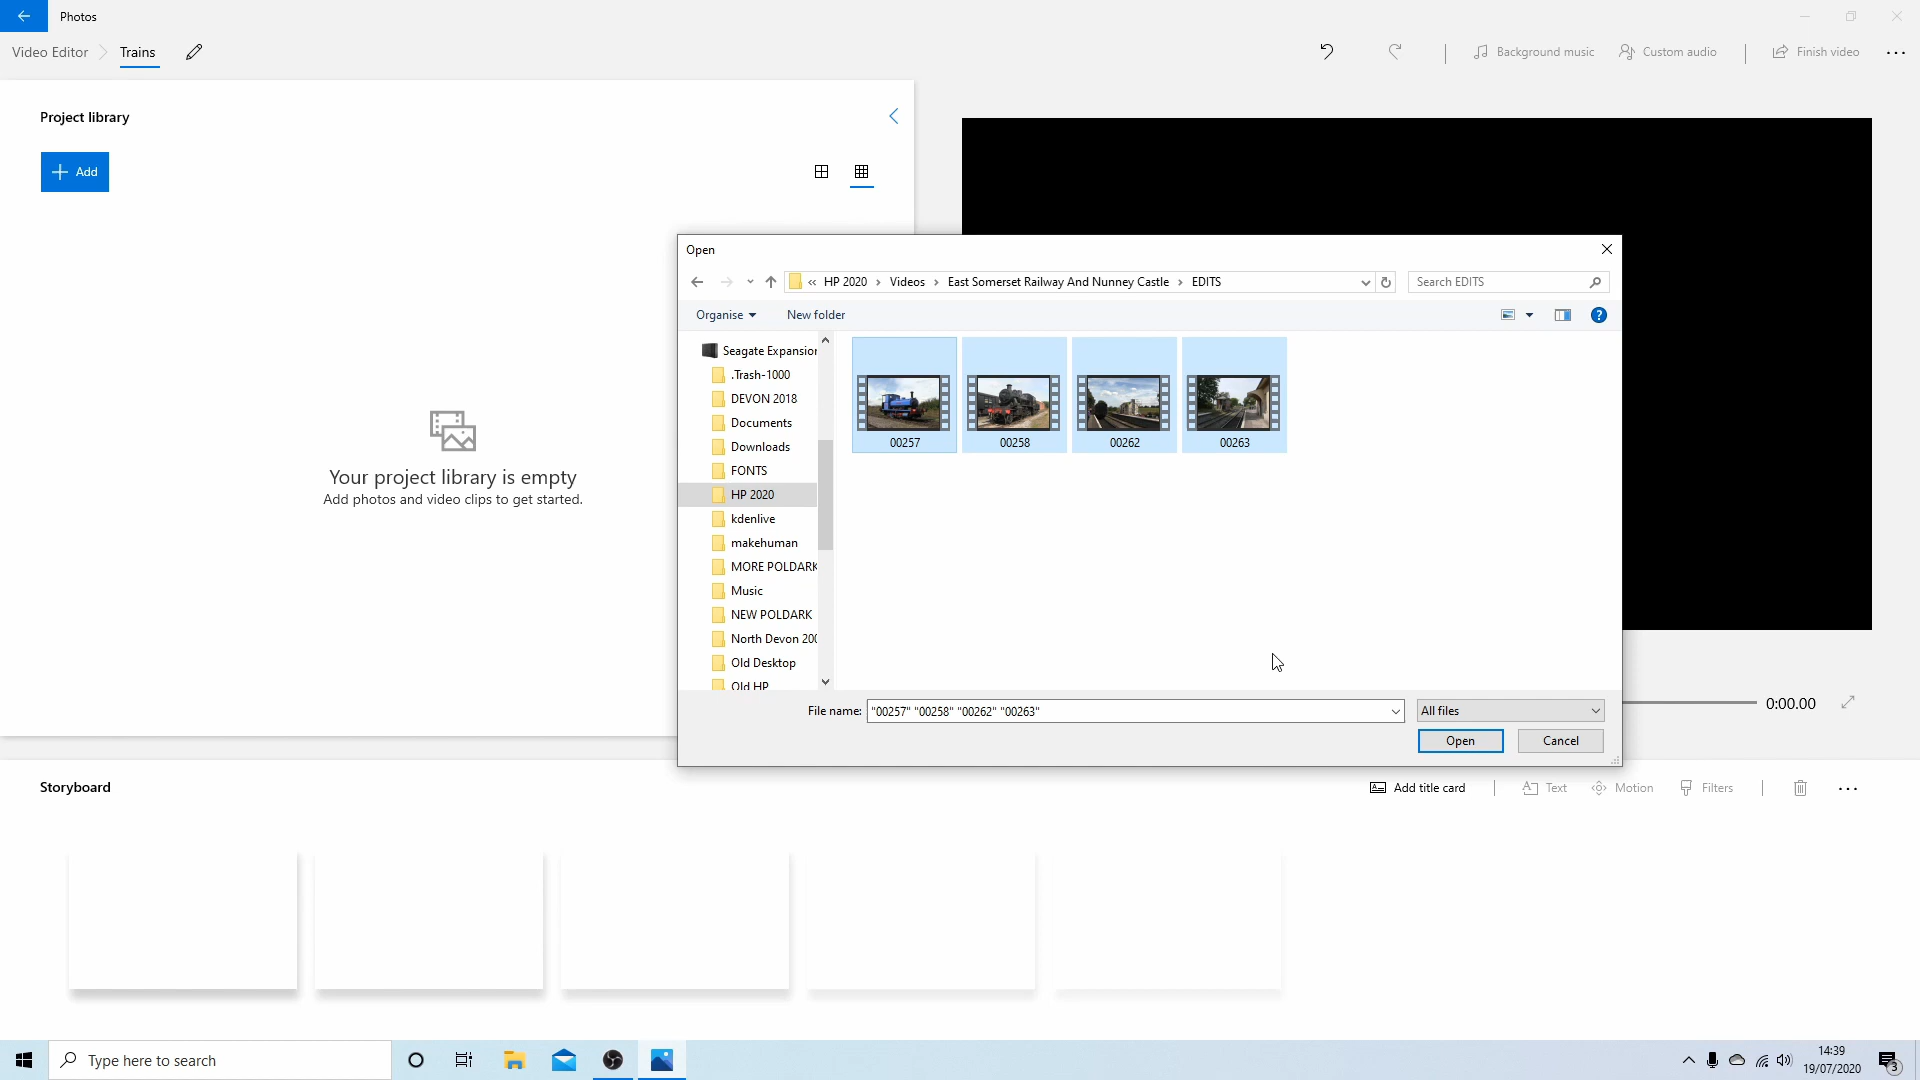 Photos
Video Editor
Trains
Background music
Custom audio
Finish video
Project library
Add
Your project library is empty
Add photos and video clips to get started.
Open
« HP 2020 › Videos › East Somerset Railway And Nunney Castle › EDITS
Search EDITS
Organise
New folder
Seagate Expansion
.Trash-1000
DEVON 2018
Documents
Downloads
FONTS
HP 2020
kdenlive
makehuman
MORE POLDARK
Music
NEW POLDARK
North Devon 200
Old Desktop
Old HP
00257
00258
00262
00263
File name: "00257" "00258" "00262" "00263"
All files
Open
Cancel
0:00.00
Storyboard
Add title card
Text
Motion
Filters
Type here to search
14:39
19/07/2020
3